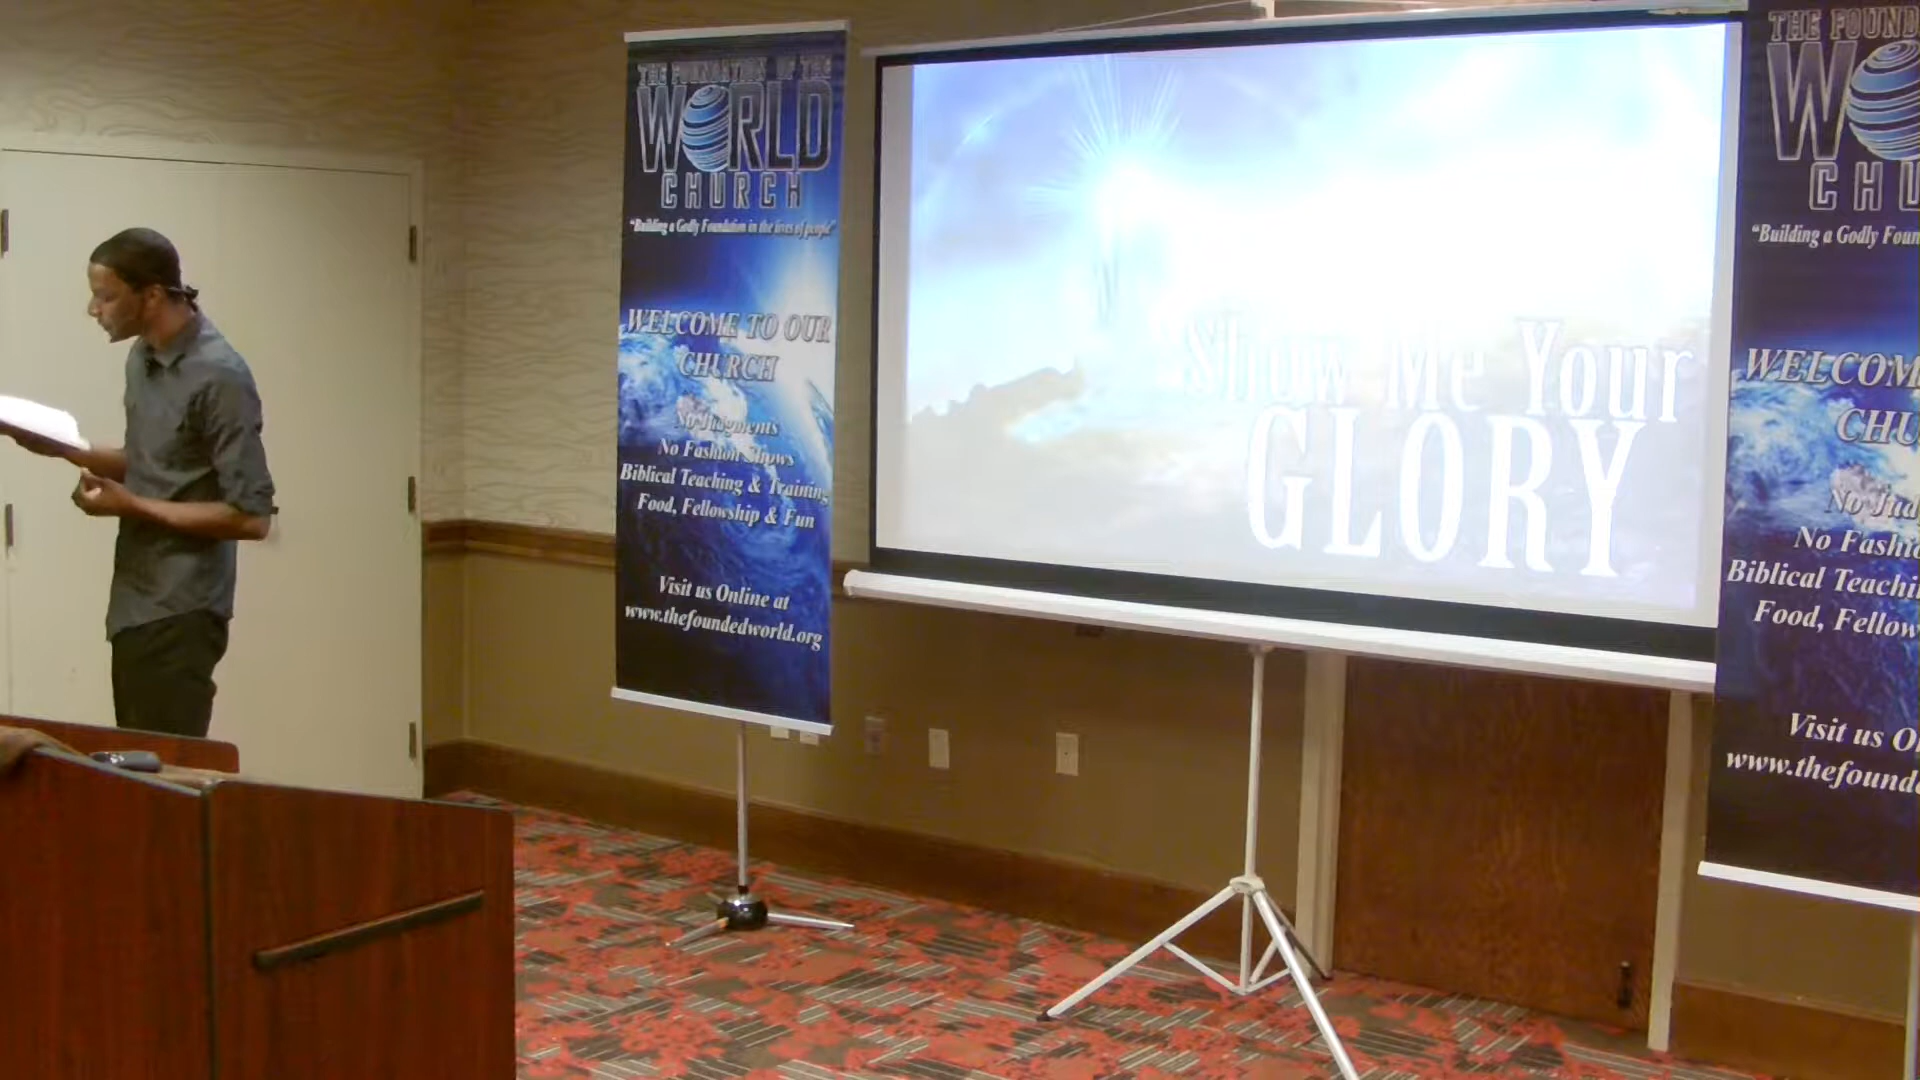 THE FOUNDATION OF THE
WORLD
CHURCH
"Building a Godly Foundation in the lives of people"
WELCOME TO OUR
CHURCH
No Judgments
No Fashion Shows
Biblical Teaching & Training
Food, Fellowship & Fun
Visit us Online at
www.thefoundedworld.org
"Show Me Your
GLORY
THE FOUND
WO
CHU
"Building a Godly Foun
WELCOM
CHU
No Jud
No Fashio
Biblical Teachi
Food, Fellow
Visit us O
www.thefound